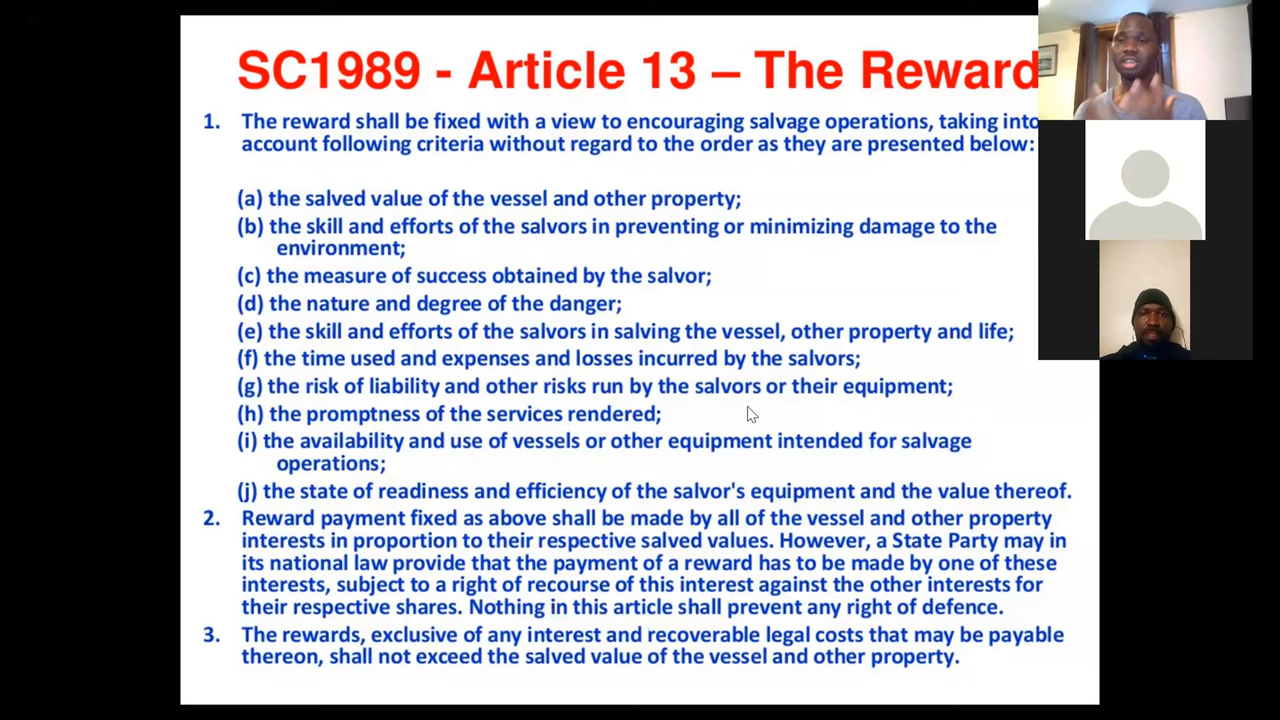 SC1989 - Article 13 – The Reward
1. The reward shall be fixed with a view to encouraging salvage operations, taking into
account following criteria without regard to the order as they are presented below:
(a) the salved value of the vessel and other property;
(b) the skill and efforts of the salvors in preventing or minimizing damage to the
environment;
(c) the measure of success obtained by the salvor;
(d) the nature and degree of the danger;
(e) the skill and efforts of the salvors in salving the vessel, other property and life;
(f) the time used and expenses and losses incurred by the salvors;
(g) the risk of liability and other risks run by the salvors or their equipment;
(h) the promptness of the services rendered;
(i) the availability and use of vessels or other equipment intended for salvage
operations;
(j) the state of readiness and efficiency of the salvor's equipment and the value thereof.
2. Reward payment fixed as above shall be made by all of the vessel and other property
interests in proportion to their respective salved values. However, a State Party may in
its national law provide that the payment of a reward has to be made by one of these
interests, subject to a right of recourse of this interest against the other interests for
their respective shares. Nothing in this article shall prevent any right of defence.
3. The rewards, exclusive of any interest and recoverable legal costs that may be payable
thereon, shall not exceed the salved value of the vessel and other property.